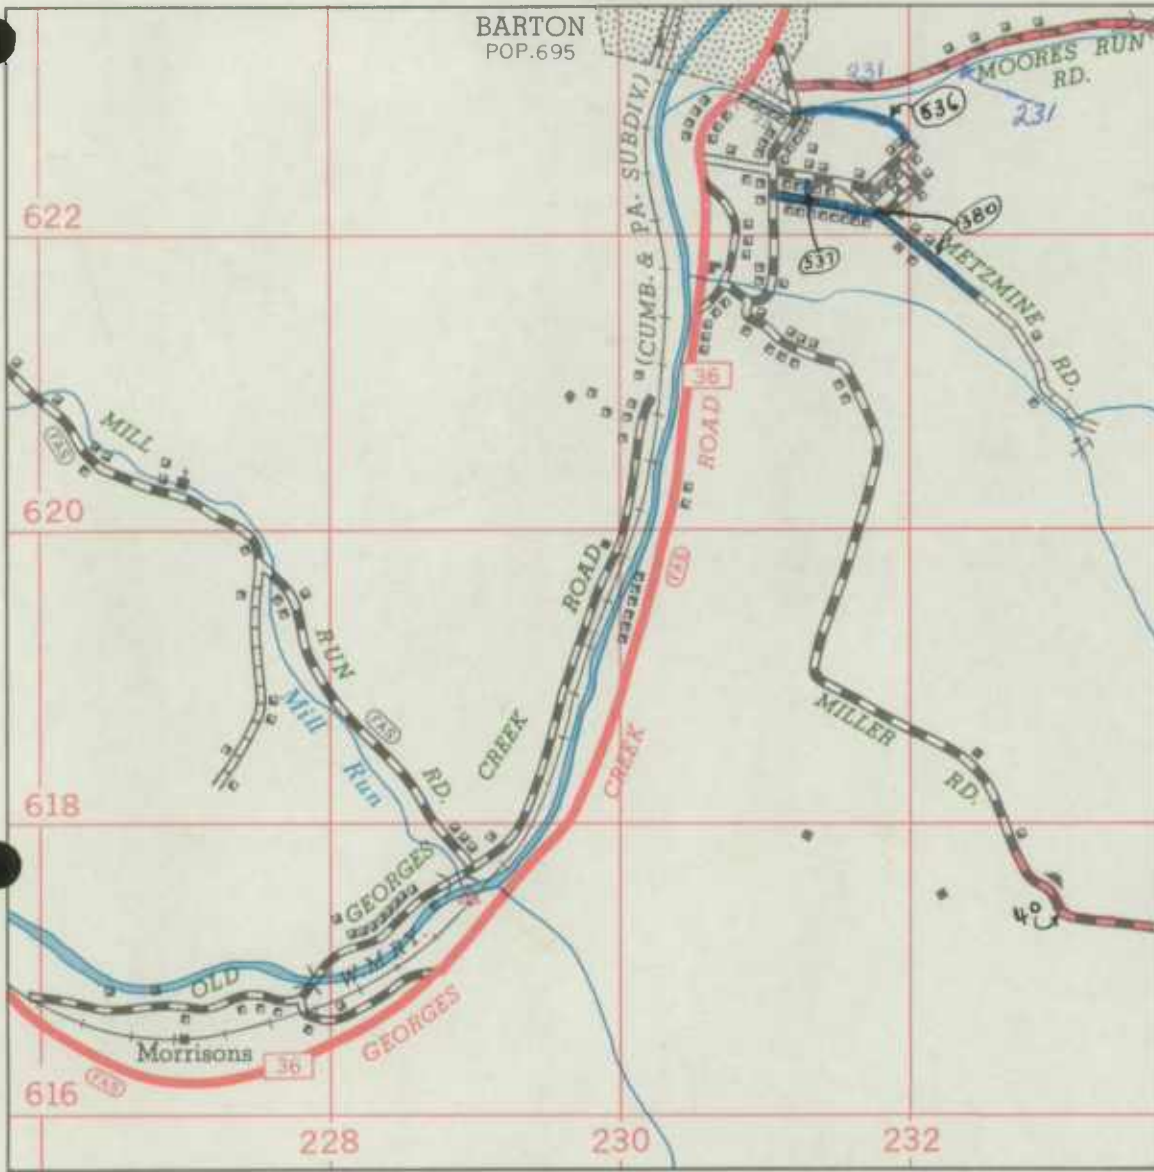 BARTON
POP.695
231
MOORES RUN
RD.
231
536
(CUMB. & PA. SUBDIV.)
622
380
537
METZMINE
RD.
36
ROAD
MILL
FAS
620
ROAD
FAS
RUN
Mill
FAS
MILLER
CREEK
CREEK
Run
RD.
RD.
618
GEORGES
40
W.M.RY.
OLD
GEORGES
Morrisons
36
FAS
616
228
230
232